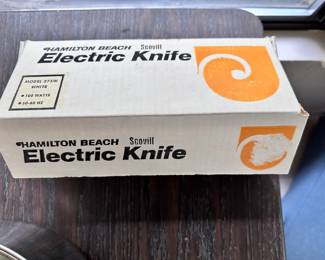 HAMILTON BEACH Scovill
Electric Knife
MODEL 275W
WHITE
• 100 WATTS
• 50-60 HZ
HAMILTON BEACH Scovill
Electric Knife